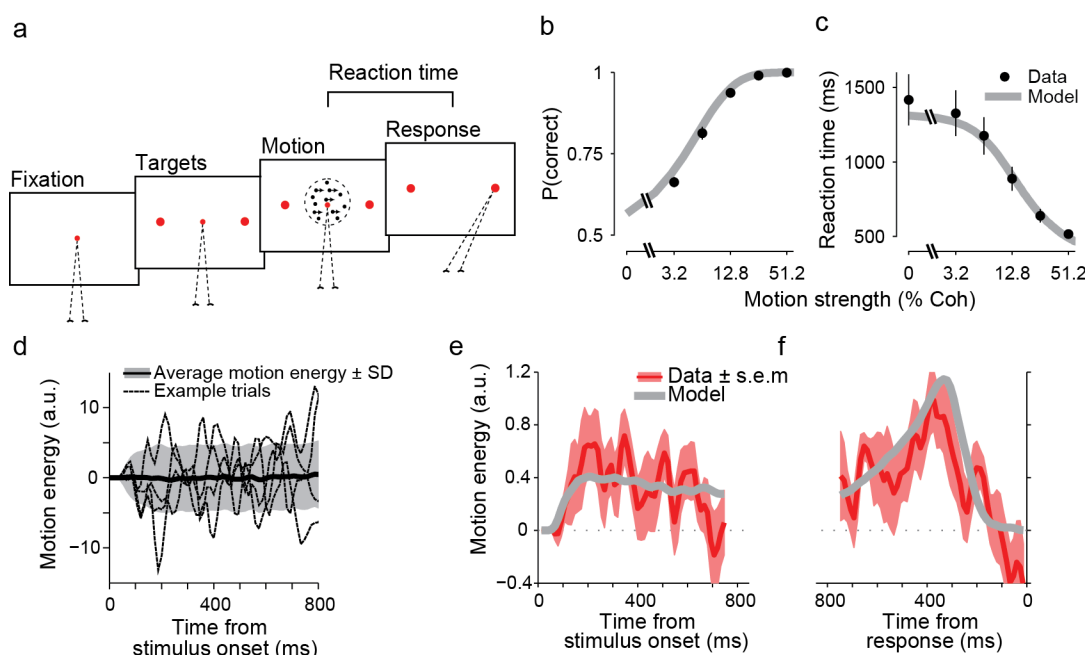 a
Reaction time
Fixation
Targets
Motion
Response
b
P(correct)
1
0.75
0.5
0
3.2
12.8
51.2
c
Reaction time (ms)
1500
1000
500
Data
Model
0
3.2
12.8
51.2
Motion strength (% Coh)
d
Motion energy (a.u.)
Average motion energy ± SD
Example trials
10
0
−10
0
400
800
Time from
stimulus onset (ms)
e
Motion energy (a.u.)
1.2
0.8
0.4
0
-0.4
Data ± s.e.m
Model
0
400
800
Time from
stimulus onset (ms)
f
800
400
0
Time from
response (ms)